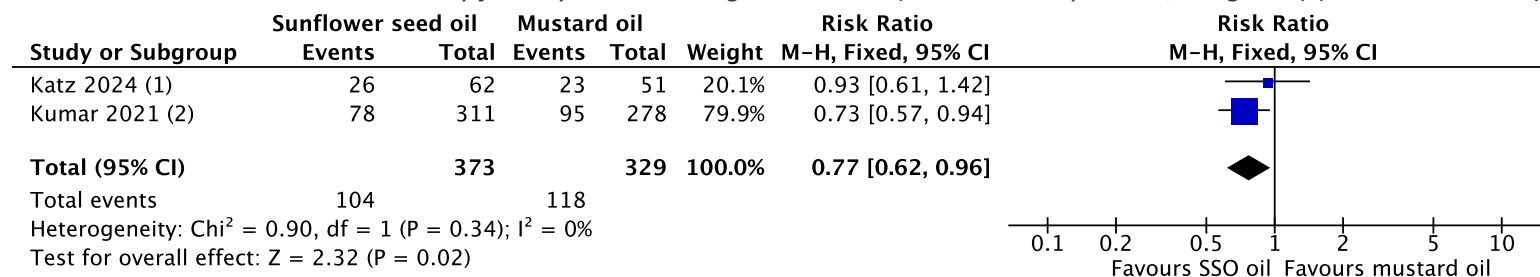 Sunflower seed oil Mustard oil Risk Ratio Risk Ratio
Study or Subgroup Events Total Events Total Weight M-H, Fixed, 95% CI M-H, Fixed, 95% CI
Katz 2024 (1) 26 62 23 51 20.1% 0.93 [0.61, 1.42]
Kumar 2021 (2) 78 311 95 278 79.9% 0.73 [0.57, 0.94]
Total (95% CI) 373 329 100.0% 0.77 [0.62, 0.96]
Total events 104 118
Heterogeneity: Chi² = 0.90, df = 1 (P = 0.34); I² = 0%
Test for overall effect: Z = 2.32 (P = 0.02)
0.1 0.2 0.5 1 2 5 10
Favours SSO oil Favours mustard oil